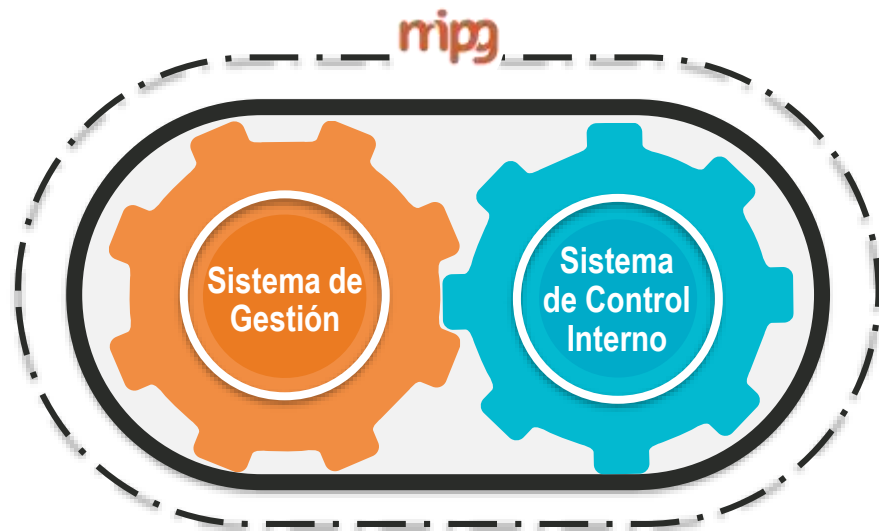 mipg
Sistema de
Gestión
Sistema
de Control
Interno